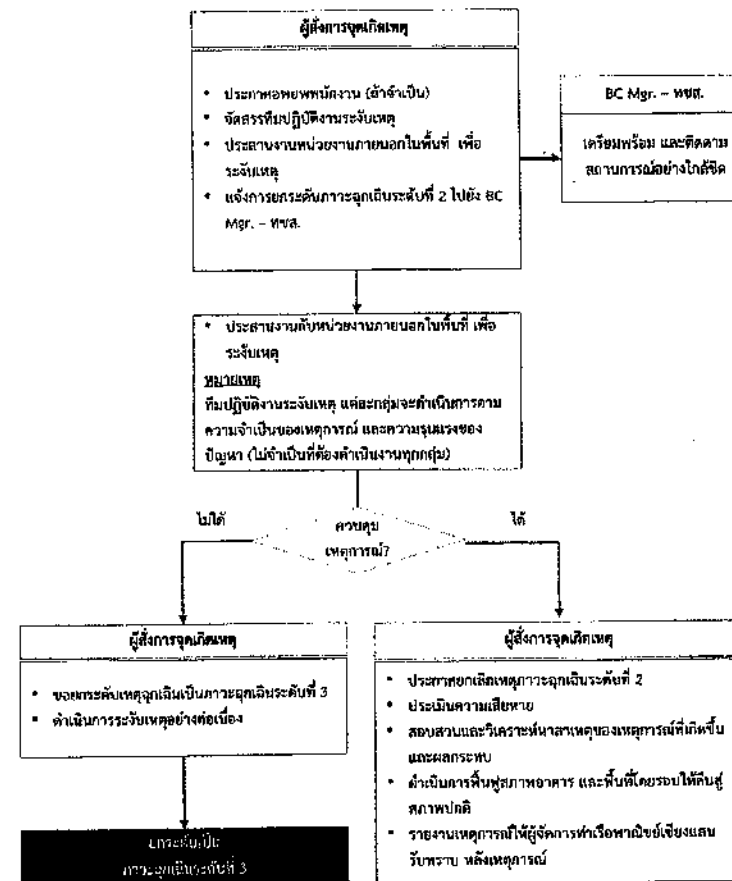 ผู้สั่งการจุดเกิดเหตุ
• ประกาศอพยพพนักงาน (ถ้าจำเป็น)
• จัดสรรทีมปฏิบัติงานระงับเหตุ
• ประสานงานหน่วยงานภายนอกในพื้นที่ เพื่อ
ระงับเหตุ
• แจ้งการยกระดับภาวะฉุกเฉินระดับที่ 2 ไปยัง BC
Mgr. – ทชส.
BC Mgr. – ทชส.
เตรียมพร้อม และติดตาม
สถานการณ์อย่างใกล้ชิด
• ประสานงานกับหน่วยงานภายนอกในพื้นที่ เพื่อ
ระงับเหตุ
หมายเหตุ
ทีมปฏิบัติงานระงับเหตุ แต่ละกลุ่มจะดำเนินการตาม
ความจำเป็นของเหตุการณ์ และความรุนแรงของ
ปัญหา (ไม่จำเป็นที่ต้องดำเนินงานทุกกลุ่ม)
ไม่ได้
ควบคุม
เหตุการณ์?
ได้
ผู้สั่งการจุดเกิดเหตุ
• ขอยกระดับเหตุฉุกเฉินเป็นภาวะฉุกเฉินระดับที่ 3
• ดำเนินการระงับเหตุอย่างต่อเนื่อง
ยกระดับเป็น
ภาวะฉุกเฉินระดับที่ 3
ผู้สั่งการจุดเกิดเหตุ
• ประกาศยกเลิกเหตุภาวะฉุกเฉินระดับที่ 2
• ประเมินความเสียหาย
• สอบสวนและวิเคราะห์หาสาเหตุของเหตุการณ์ที่เกิดขึ้น
และผลกระทบ
• ดำเนินการฟื้นฟูสภาพอาคาร และพื้นที่โดยรอบให้คืนสู่
สภาพปกติ
• รายงานเหตุการณ์ให้ผู้จัดการท่าเรือพาณิชย์เชียงแสน
รับทราบ หลังเหตุการณ์